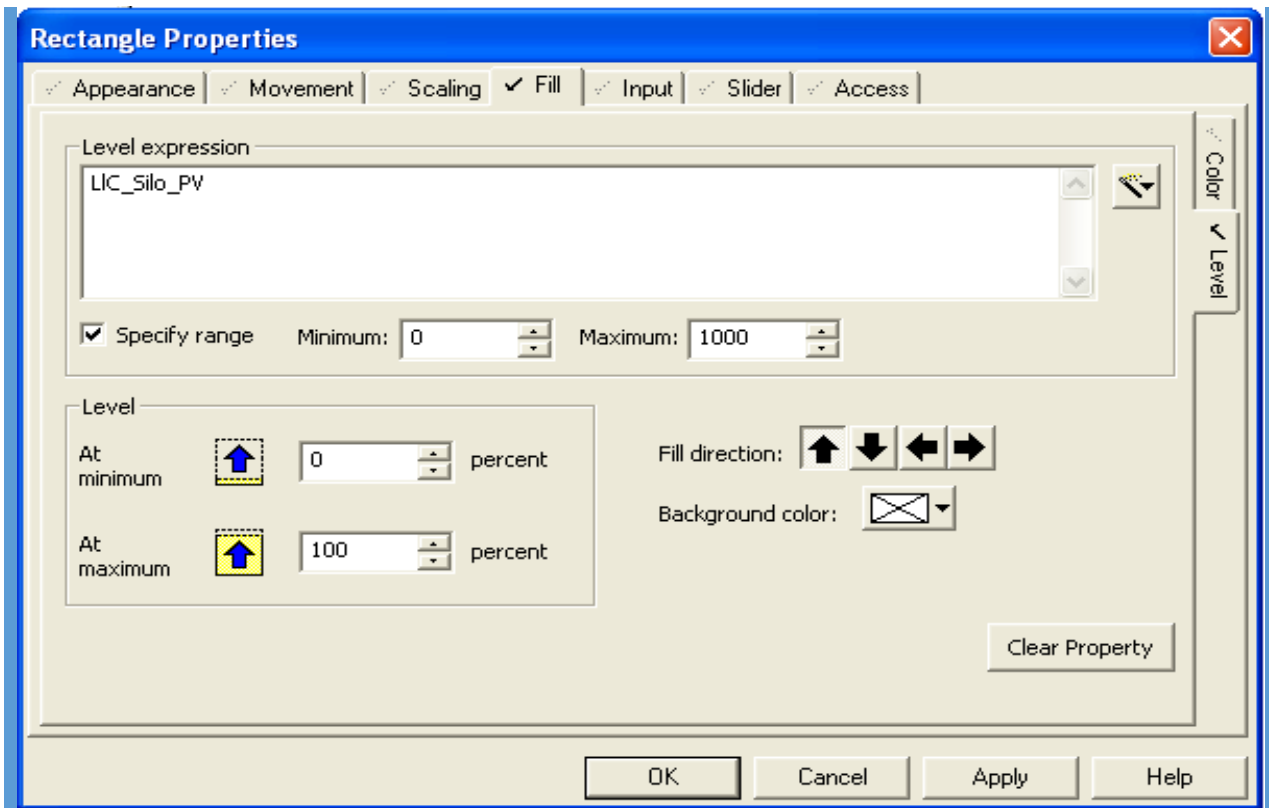 Rectangle Properties
Appearance Movement Scaling Fill Input Slider Access
Color
Level
Level expression
LIC_Silo_PV
Specify range Minimum: 0 Maximum: 1000
Level
At minimum 0 percent
At maximum 100 percent
Fill direction:
Background color:
Clear Property
OK Cancel Apply Help